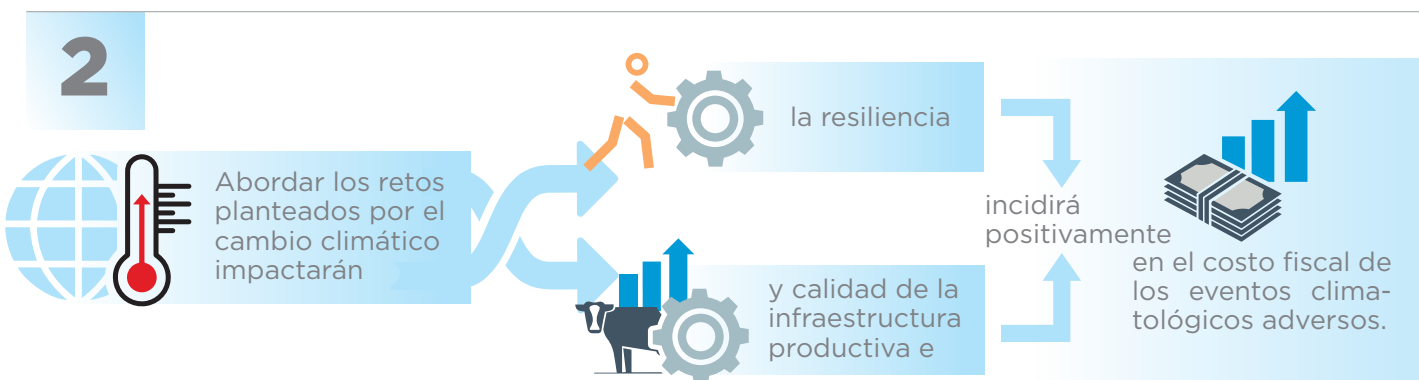 2
Abordar los retos
planteados por el
cambio climático
impactarán
la resiliencia
y calidad de la
infraestructura
productiva e
incidirá
positivamente
en el costo fiscal de
los eventos clima-
tológicos adversos.